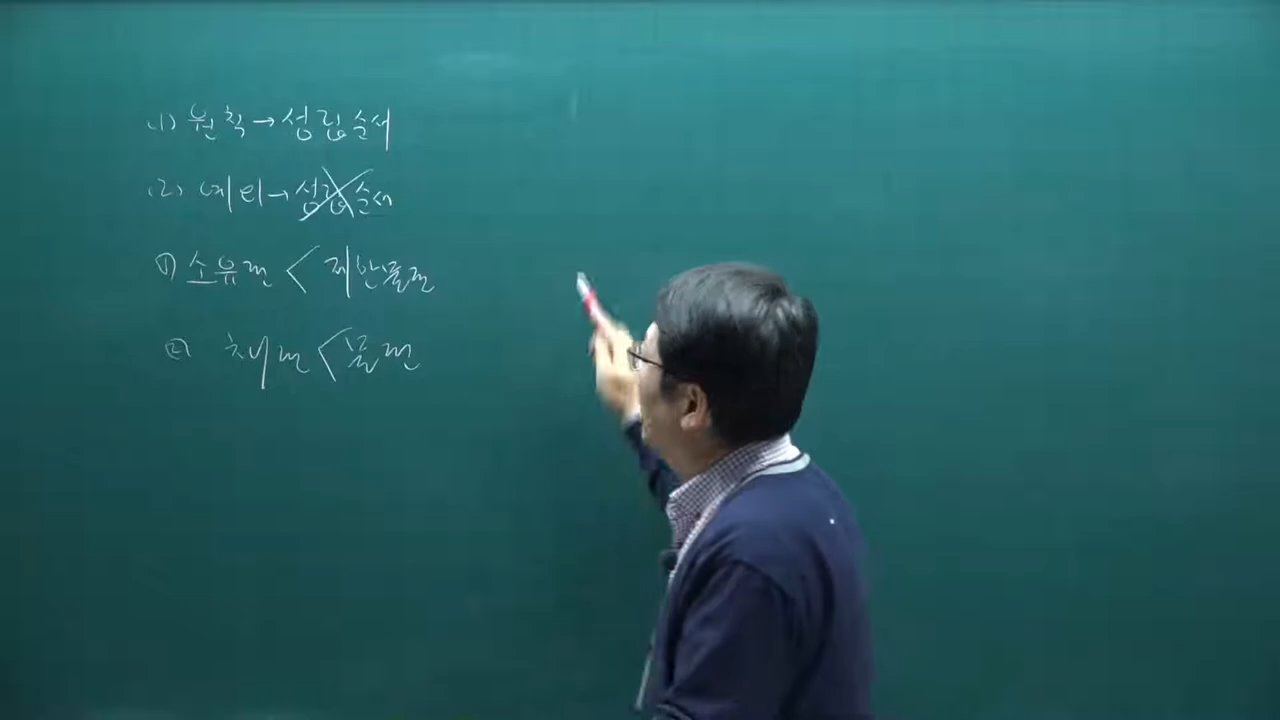 (1) 원칙 → 성립순서
(2) 예외 → 성립순서
① 소유권 < 제한물권
② 채권 < 물권